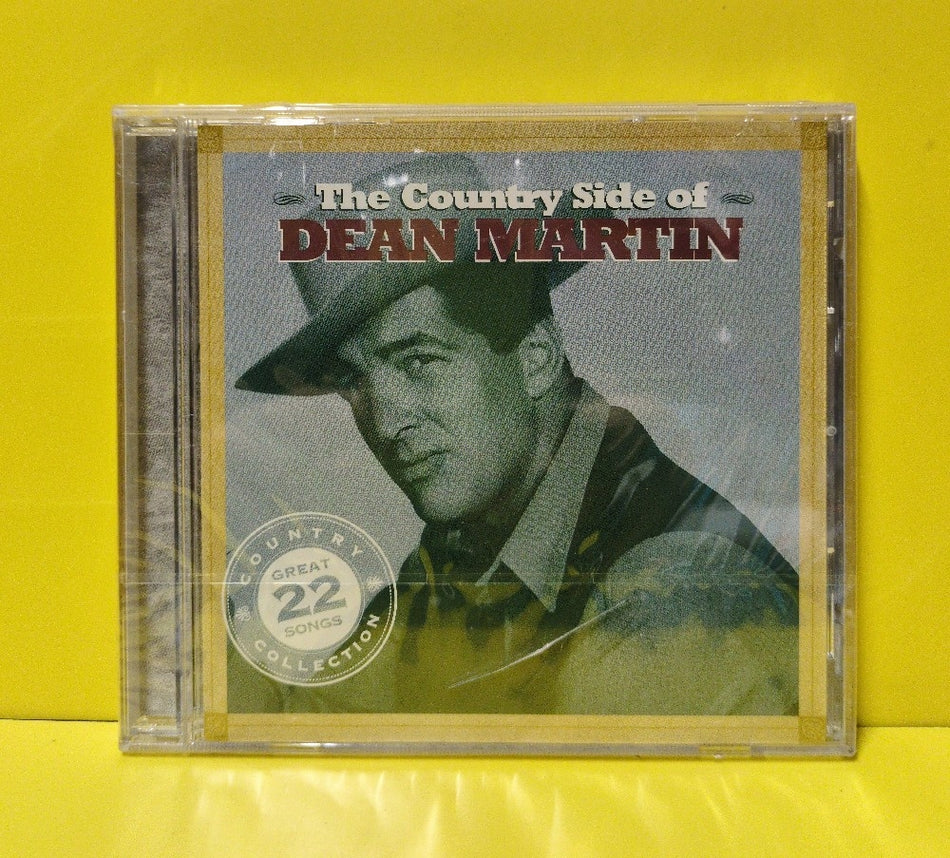 The Country Side of
DEAN MARTIN
COUNTRY
GREAT
22
SONGS
COLLECTION